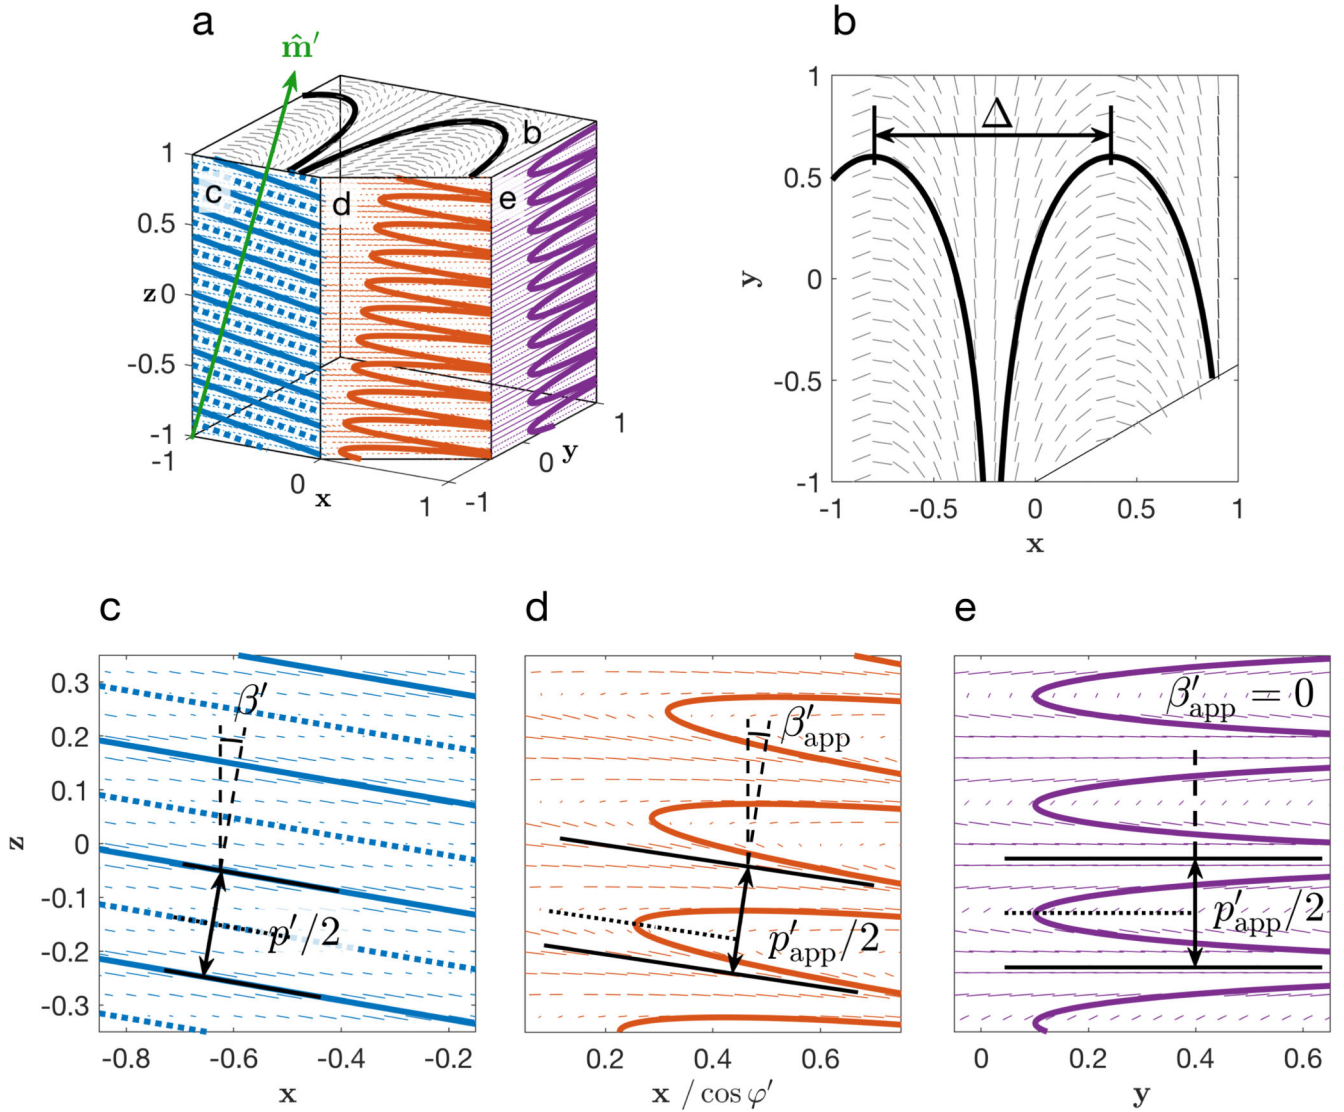 a
m̂′
b
c
d
e
1
0.5
z 0
-0.5
-1
-1
0
x
1
-1
0
y
1
b
Δ
1
0.5
y
0
-0.5
-1
-1
-0.5
0
0.5
1
x
c
β′
p′/2
0.3
0.2
0.1
0
z
-0.1
-0.2
-0.3
-0.8
-0.6
-0.4
-0.2
x
d
β′app
p′app/2
0.2
0.4
0.6
x / cos φ′
e
β′app = 0
p′app/2
0
0.2
0.4
0.6
y